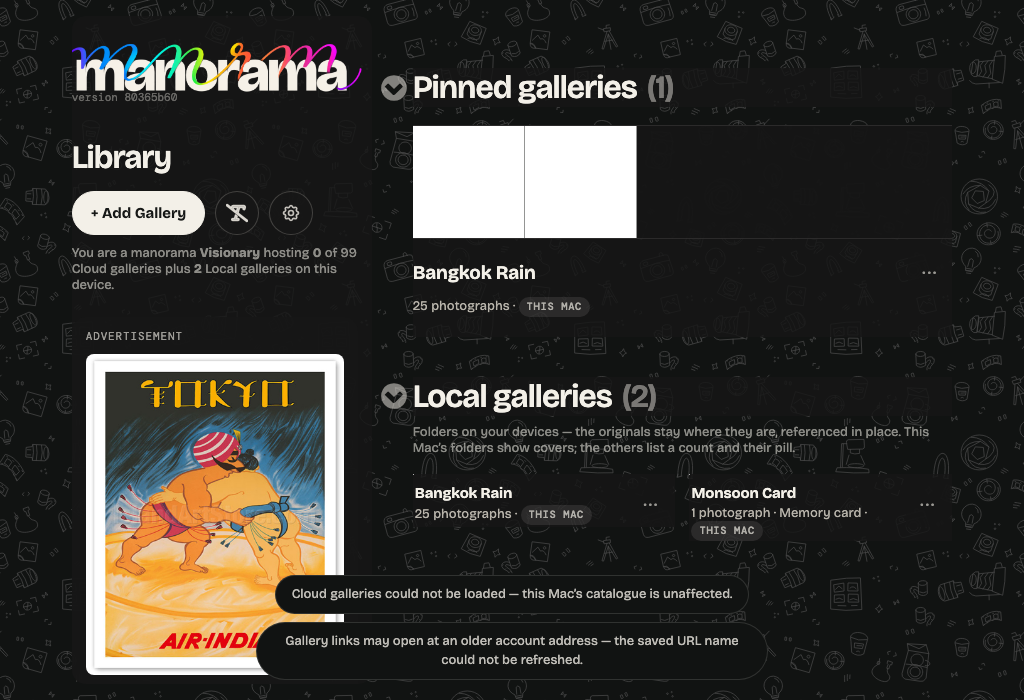 manorama
version 80365b60
Library
+ Add Gallery
You are a manorama Visionary hosting 0 of 99
Cloud galleries plus 2 Local galleries on this
device.
ADVERTISEMENT
TOKYO
AIR-INDI
Pinned galleries (1)
Bangkok Rain
...
25 photographs · THIS MAC
Local galleries (2)
Folders on your devices — the originals stay where they are, referenced in place. This
Mac's folders show covers; the others list a count and their pill.
Bangkok Rain
...
25 photographs · THIS MAC
Monsoon Card
...
1 photograph · Memory card ·
THIS MAC
Cloud galleries could not be loaded — this Mac's catalogue is unaffected.
Gallery links may open at an older account address — the saved URL name
could not be refreshed.